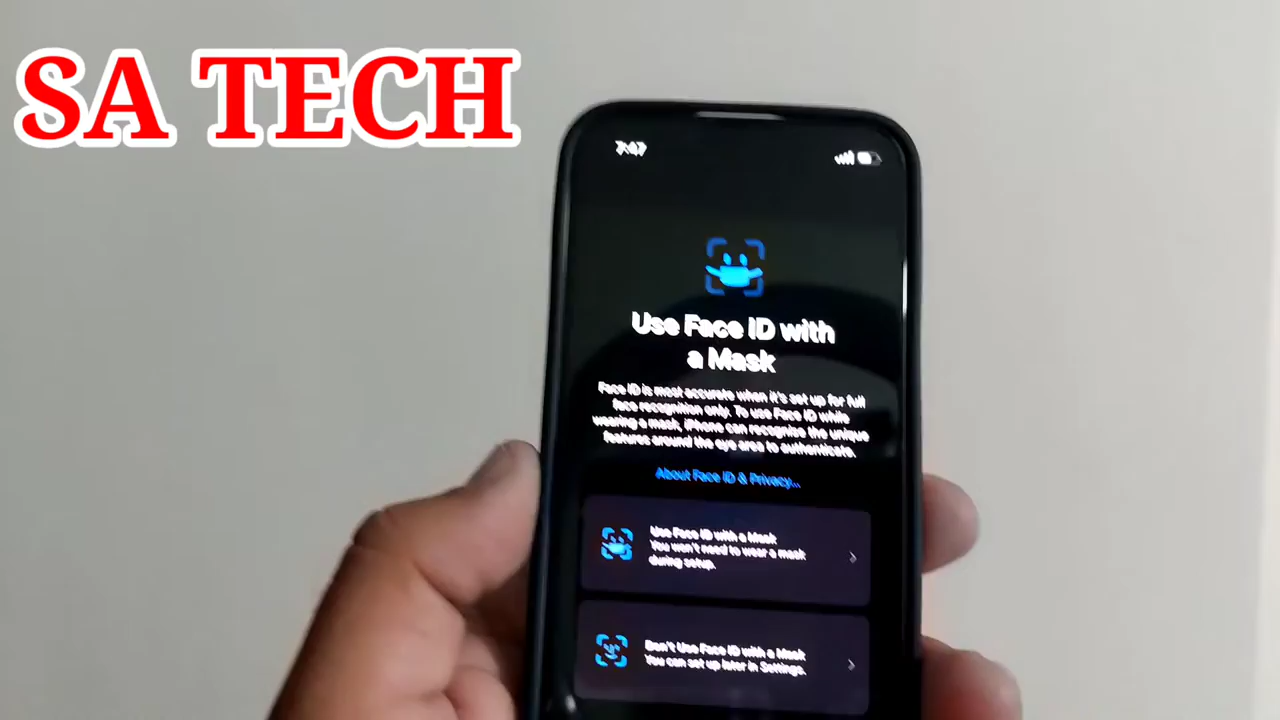 SA TECH
7:47
Use Face ID with
a Mask
Face ID is most accurate when it's set up for full
face recognition only. To use Face ID while
wearing a mask, iPhone can recognize the unique
features around the eye area to authenticate.
About Face ID & Privacy...
Use Face ID with a Mask
You won't need to wear a mask
during setup.
Don't Use Face ID with a Mask
You can set up later in Settings.